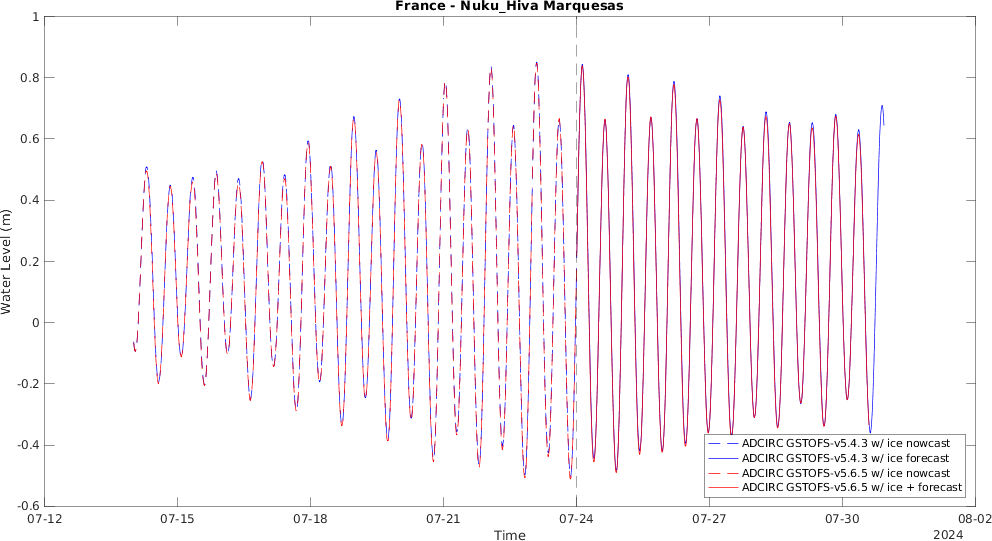 France - Nuku_Hiva Marquesas
1
0.8
0.6
0.4
0.2
0
-0.2
-0.4
-0.6
Water Level (m)
ADCIRC GSTOFS-v5.4.3 w/ ice nowcast
ADCIRC GSTOFS-v5.4.3 w/ ice forecast
ADCIRC GSTOFS-v5.6.5 w/ ice nowcast
ADCIRC GSTOFS-v5.6.5 w/ ice + forecast
07-12 07-15 07-18 07-21 07-24 07-27 07-30 08-02
Time
2024